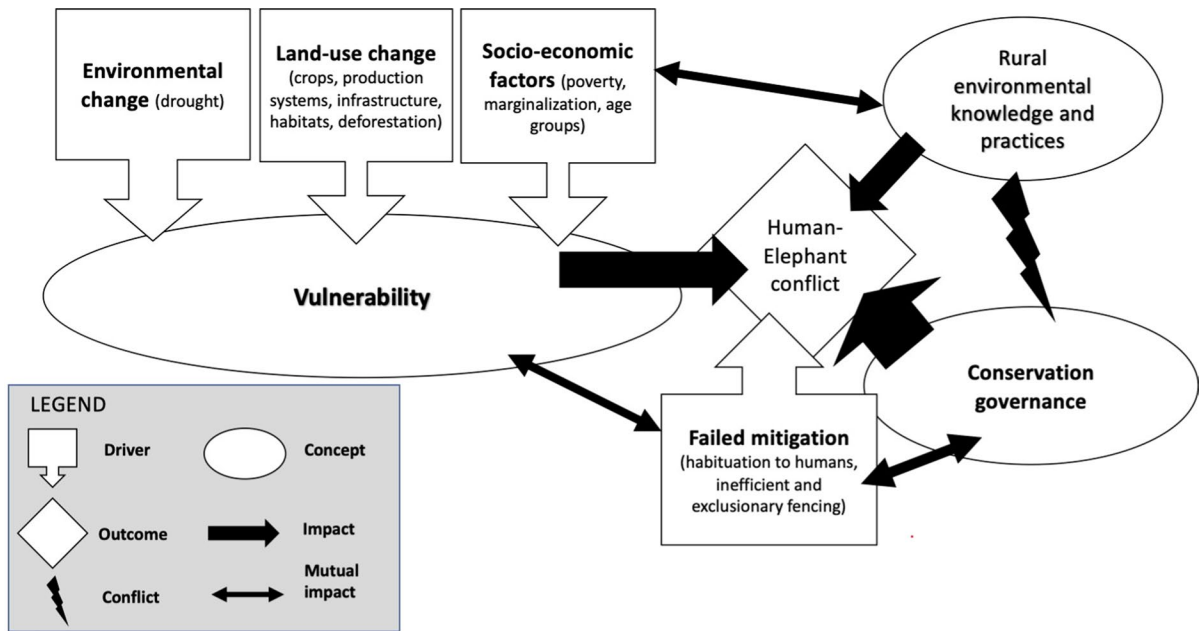 Environmental
change (drought)
Land-use change
(crops, production
systems, infrastructure,
habitats, deforestation)
Socio-economic
factors (poverty,
marginalization, age
groups)
Rural
environmental
knowledge and
practices
Human-
Elephant
conflict
Vulnerability
Conservation
governance
Failed mitigation
(habituation to humans,
inefficient and
exclusionary fencing)
LEGEND
Driver
Concept
Outcome
Impact
Conflict
Mutual
impact